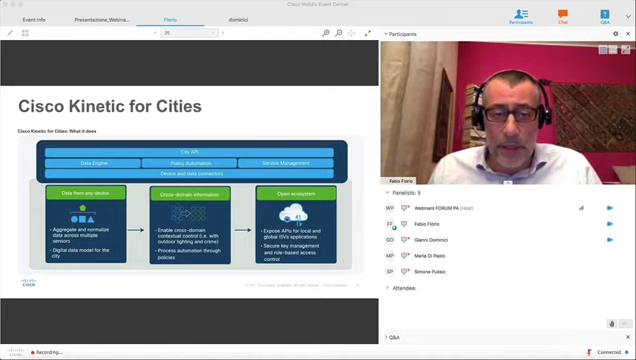 Cisco WebEx Event Center
Event Info
Presentazione_Webina...
Florio
dominici
Participants
Chat
Q&A
26
Participants
Cisco Kinetic for Cities
Cisco Kinetic for Cities: What it does
City API
Data Engine
Policy Automation
Service Management
Device and data connectors
Data from any device
• Aggregate and normalize
data across multiple
sensors
• Digital data model for the
city
Cross-domain information
• Enable cross-domain
contextual control (i.e. with
outdoor lighting and crime)
• Process automation through
policies
Open ecosystem
• Expose APIs for local and
global ISVs applications
• Secure key management
and role-based access
control
CISCO
Fabio Florio
Panelists: 5
WP
Webinars FORUM PA (Host)
FF
Fabio Florio
GD
Gianni Dominici
MP
Maria Di Paolo
SP
Simone Puksic
Attendee:
Q&A
Recording...
Connected